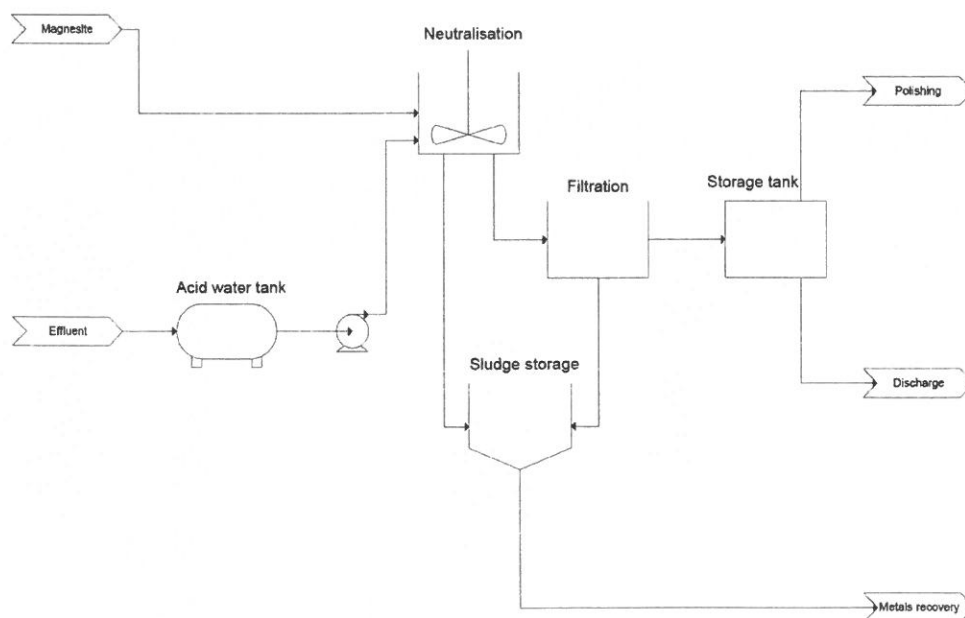 Magnesite
Neutralisation
Polishing
Filtration
Storage tank
Acid water tank
Effluent
Sludge storage
Discharge
Metals recovery